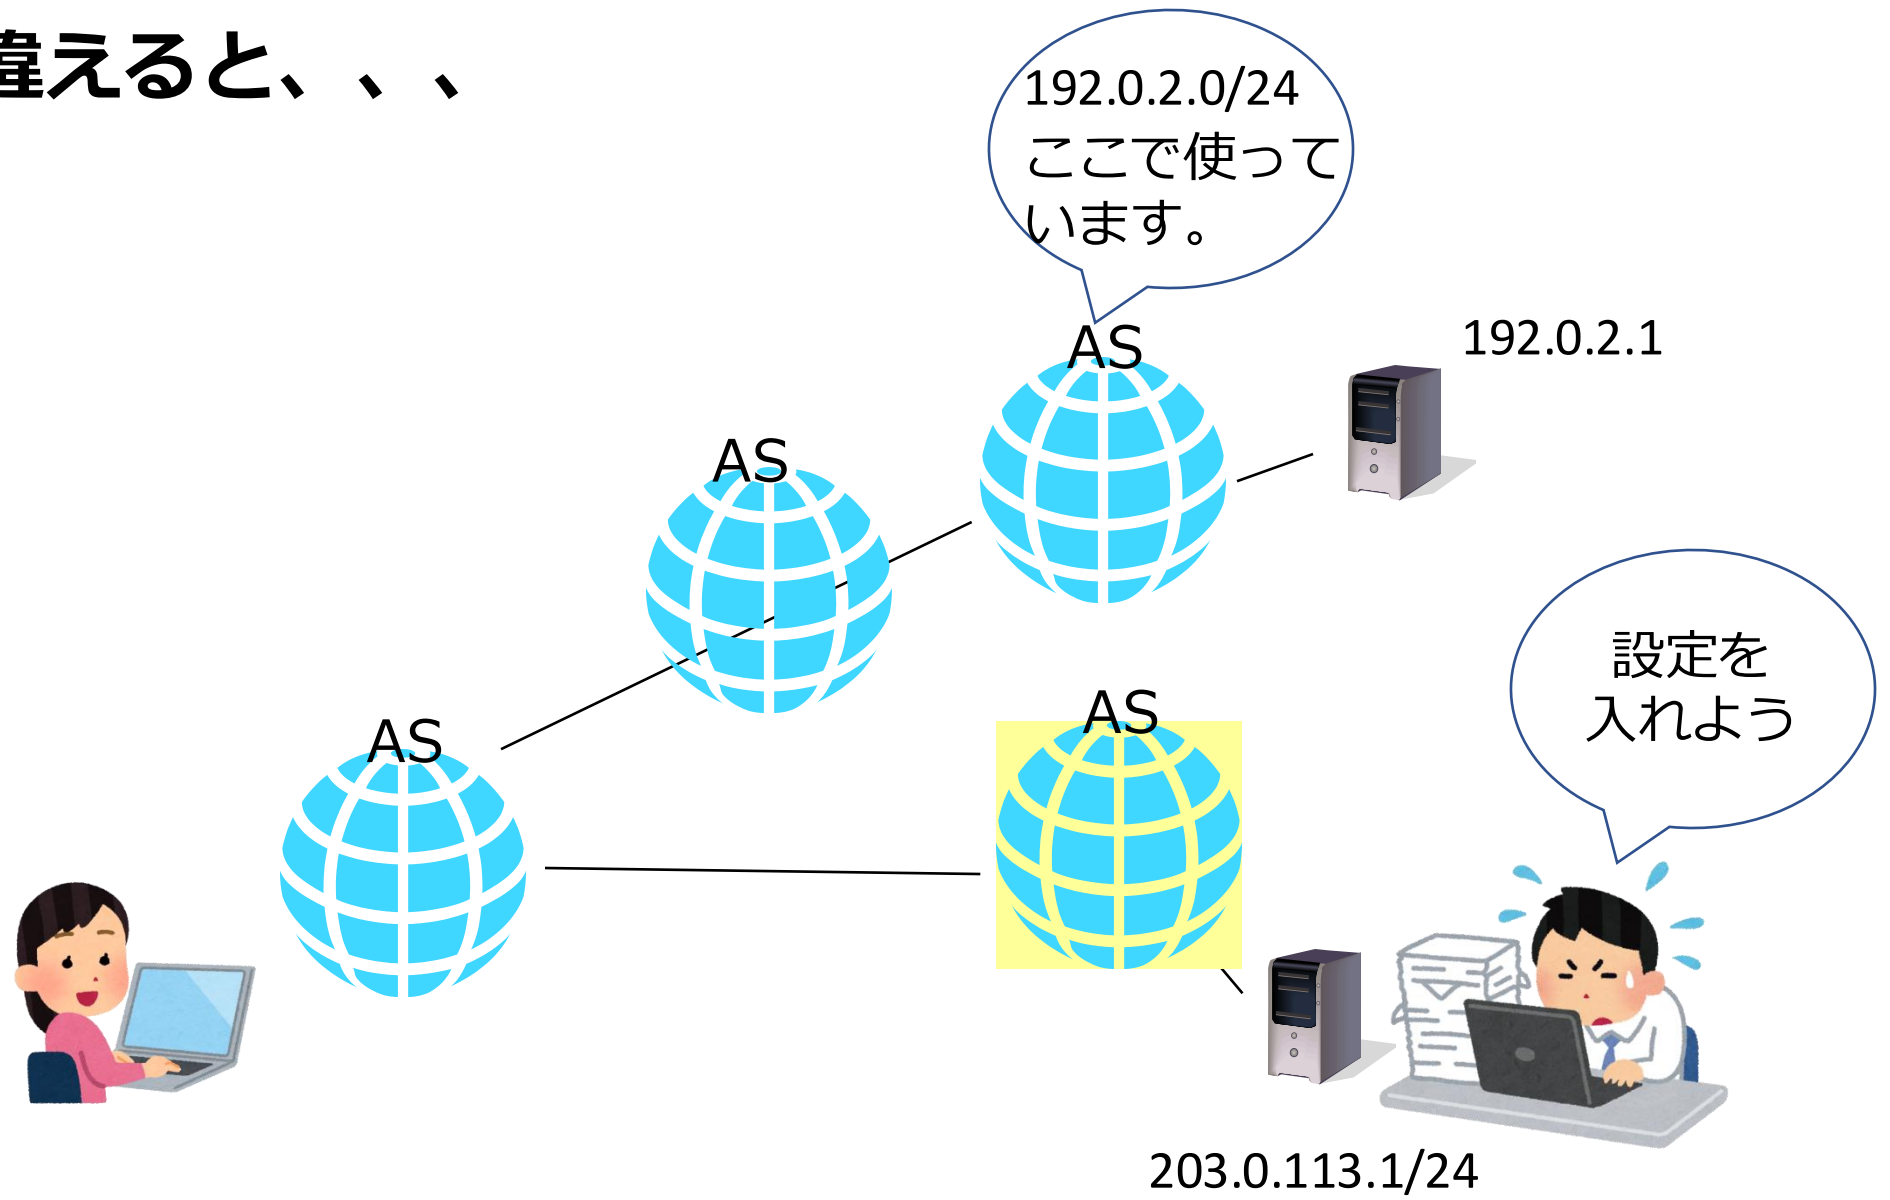 違えると、、、
192.0.2.0/24
ここで使って
います。
AS
192.0.2.1
AS
設定を
入れよう
AS
AS
203.0.113.1/24